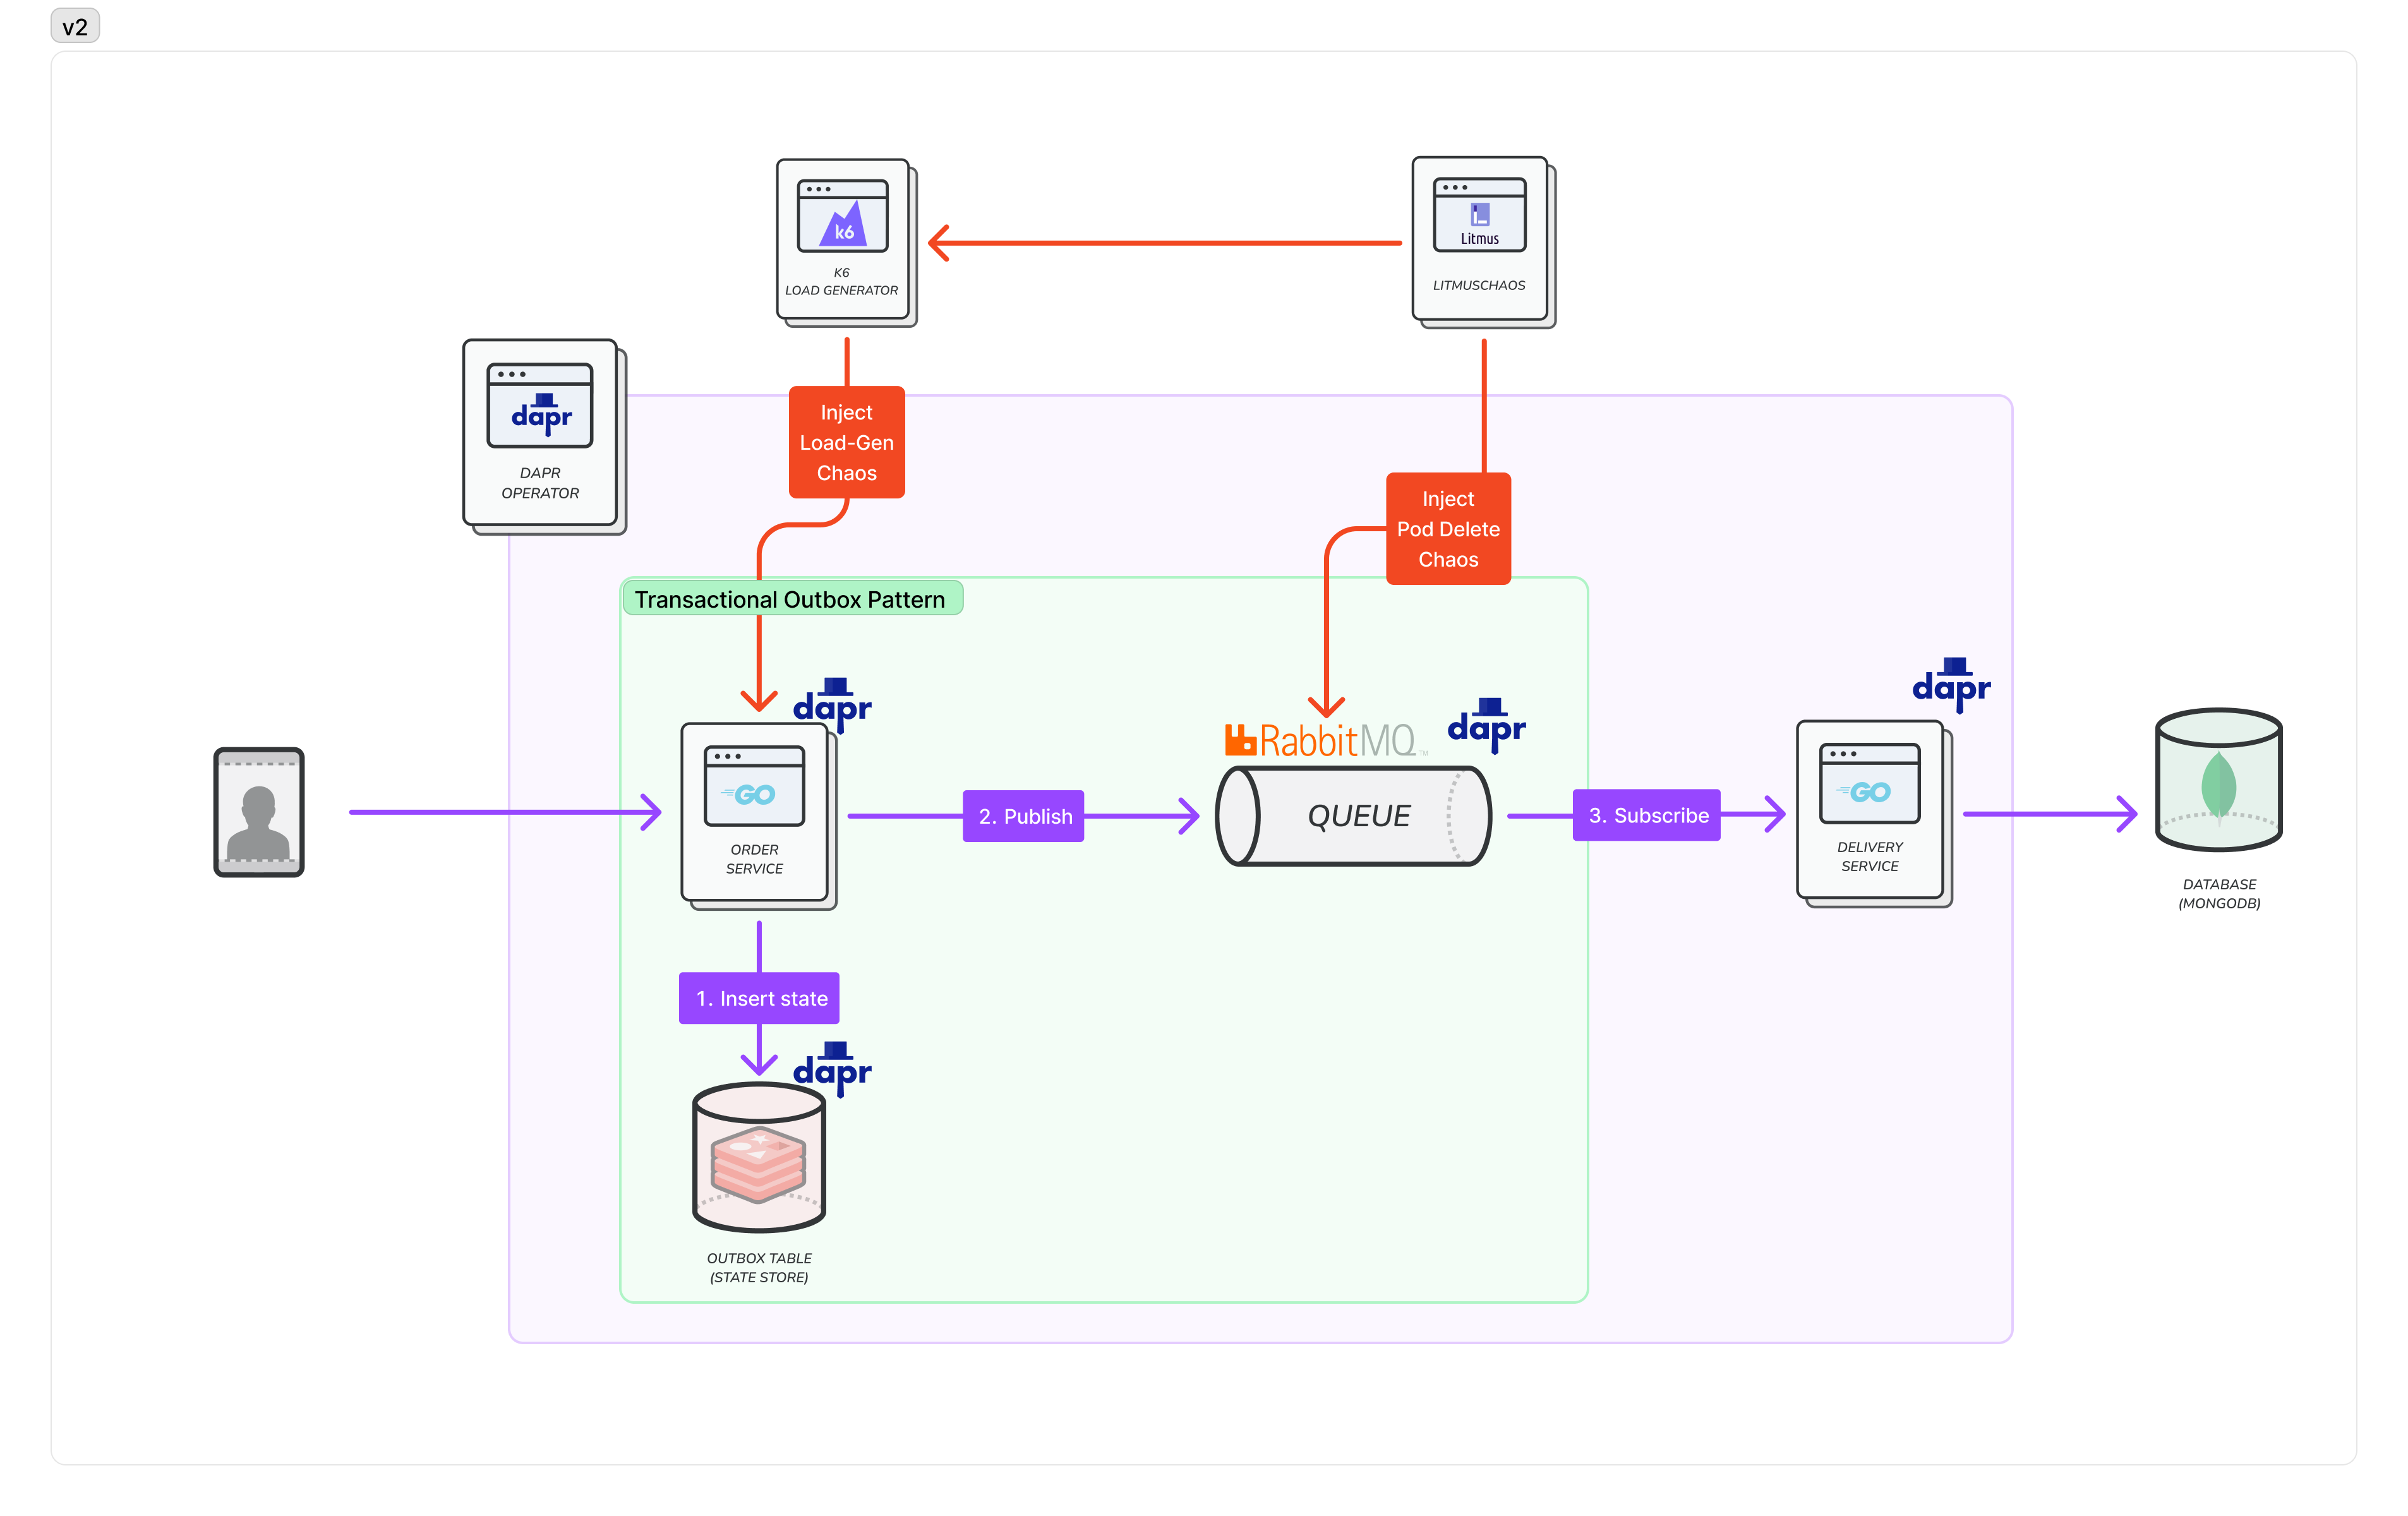 v2
k6
K6
LOAD GENERATOR
Litmus
LITMUSCHAOS
dapr
DAPR
OPERATOR
Inject
Load-Gen
Chaos
Inject
Pod Delete
Chaos
Transactional Outbox Pattern
dapr
GO
ORDER
SERVICE
2. Publish
RabbitMQ™
dapr
QUEUE
3. Subscribe
dapr
GO
DELIVERY
SERVICE
DATABASE
(MONGODB)
1. Insert state
dapr
OUTBOX TABLE
(STATE STORE)